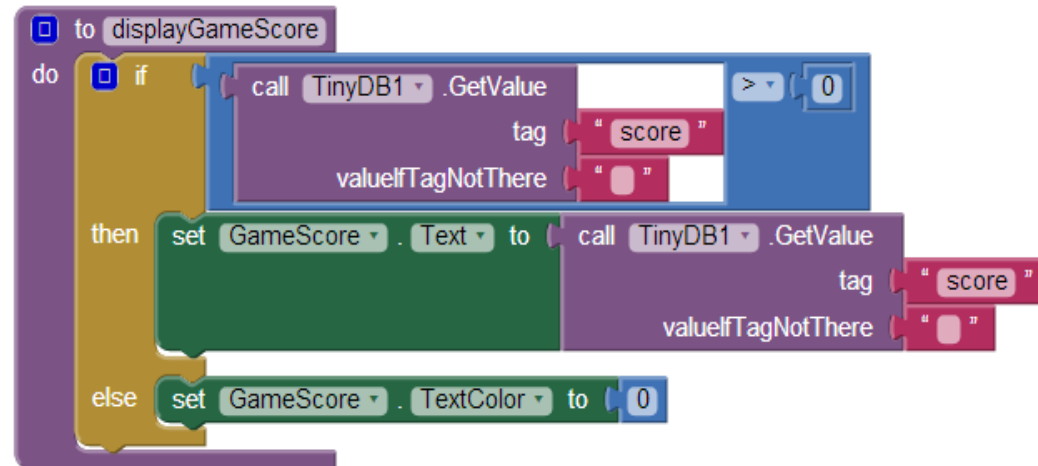 to displayGameScore
do if call TinyDB1 .GetValue > 0
tag " score "
valueIfTagNotThere " "
then set GameScore . Text to call TinyDB1 .GetValue
tag " score "
valueIfTagNotThere " "
else set GameScore . TextColor to 0